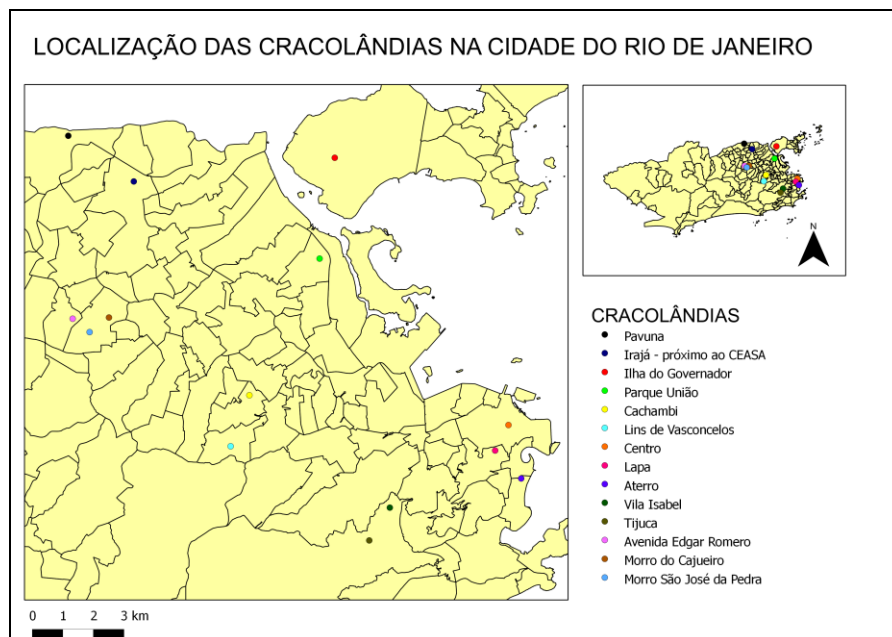 LOCALIZAÇÃO DAS CRACOLÂNDIAS NA CIDADE DO RIO DE JANEIRO
N
CRACOLÂNDIAS
Pavuna
Irajá - próximo ao CEASA
Ilha do Governador
Parque União
Cachambi
Lins de Vasconcelos
Centro
Lapa
Aterro
Vila Isabel
Tijuca
Avenida Edgar Romero
Morro do Cajueiro
Morro São José da Pedra
0 1 2 3 km